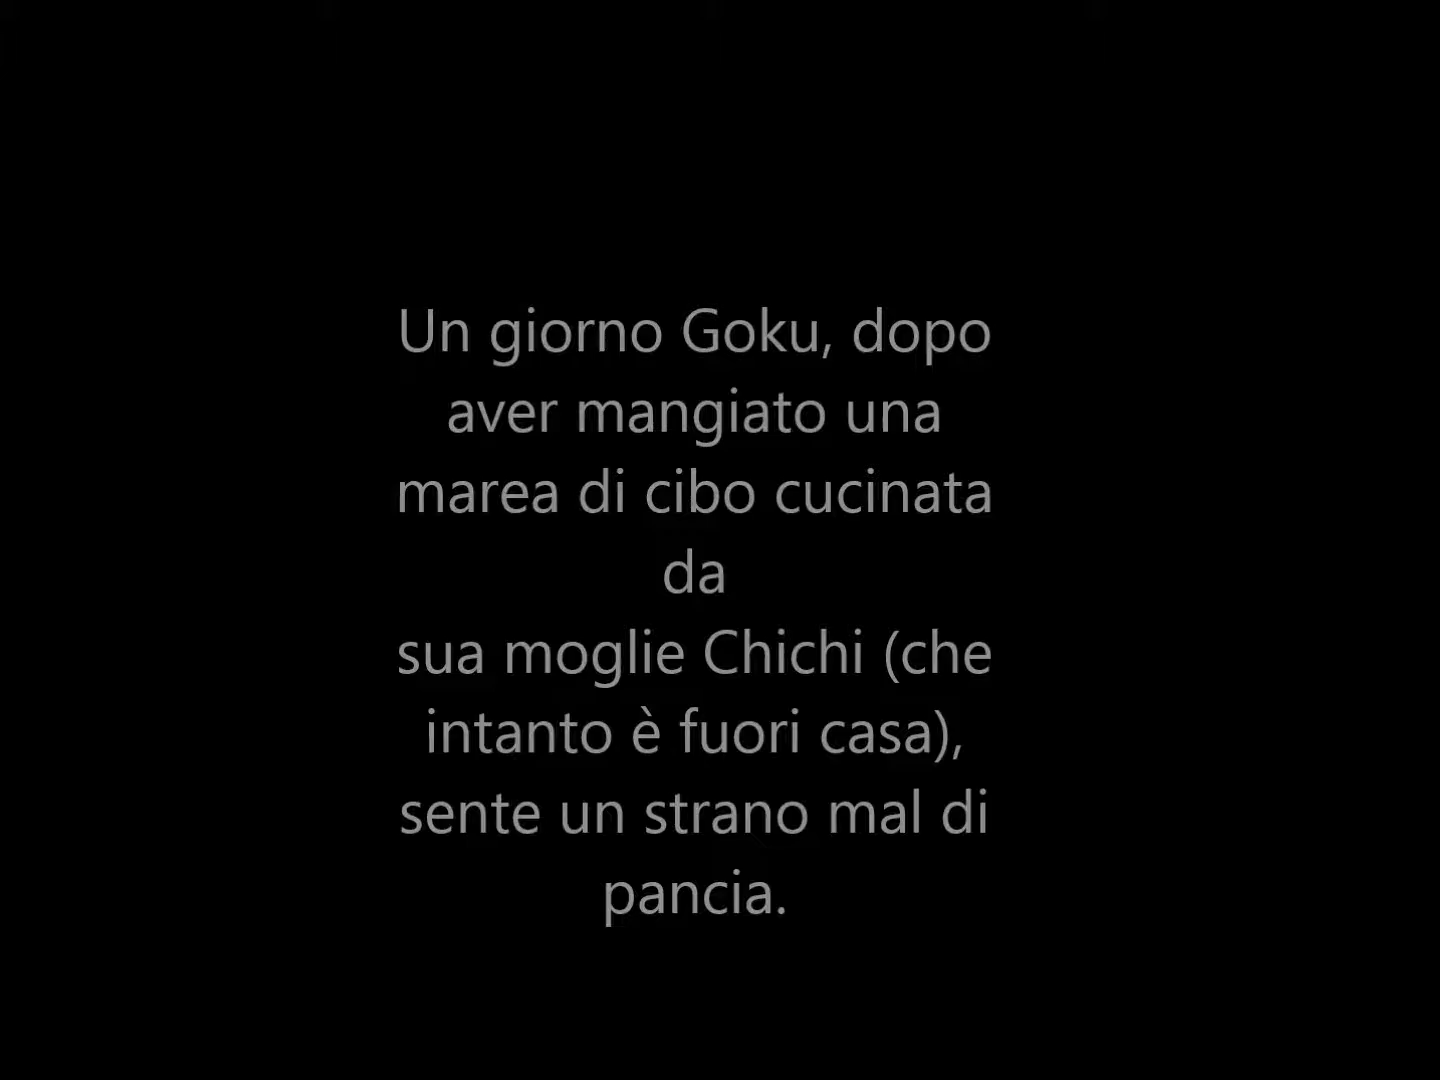 Un giorno Goku, dopo
aver mangiato una
marea di cibo cucinata
da
sua moglie Chichi (che
intanto è fuori casa),
sente un strano mal di
pancia.